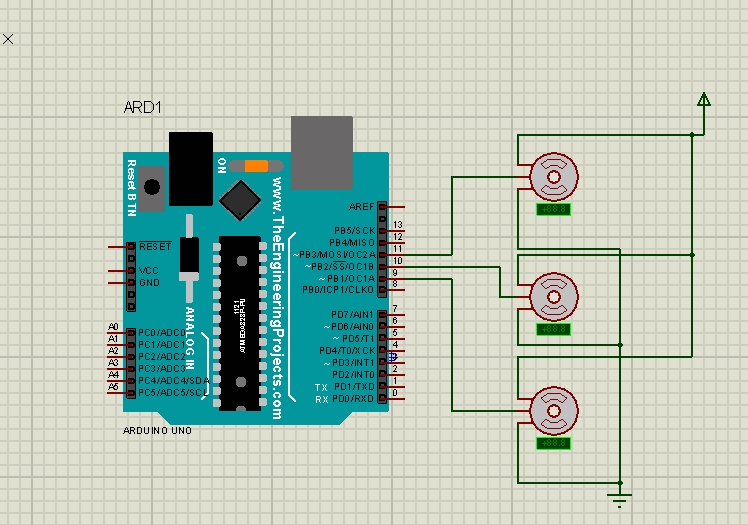 ARD1
ON
Reset BTN
www.TheEngineeringProjects.com
AREF
PB5/SCK 13
PB4/MISO 12
~PB3/MOSI/OC2A 11
~PB2/SS/OC1B 10
~PB1/OC1A 9
PB0/ICP1/CLKO 8
RESET
VCC
GND
ANALOG IN
A0 PC0/ADC0
A1 PC1/ADC1
A2 PC2/ADC2
A3 PC3/ADC3
A4 PC4/ADC4/SDA
A5 PC5/ADC5/SCL
PD7/AIN1 7
~PD6/AIN0 6
~PD5/T1 5
PD4/T0/XCK 4
~PD3/INT1 3
PD2/INT0 2
TX PD1/TXD 1
RX PD0/RXD 0
ARDUINO UNO
+88.8
+88.8
+88.8